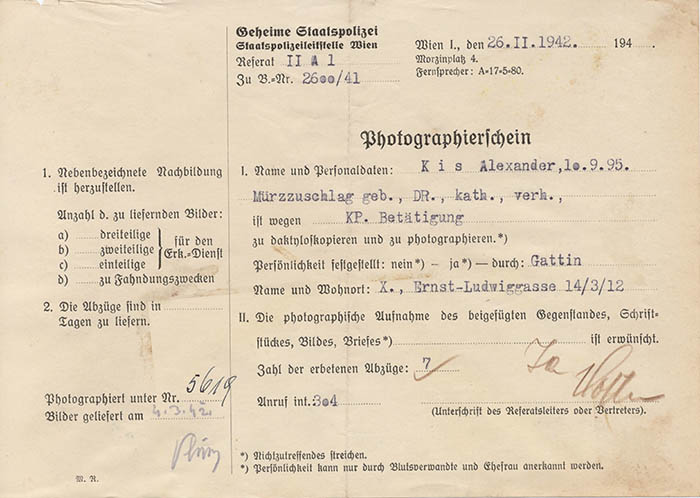 Geheime Staatspolizei
Staatspolizeileitstelle Wien
Referat II A 1
Zu B.=Nr. 26oo/41
Wien I., den 26.II.1942. 194
Morzinplatz 4.
Fernsprecher: A=17=5=80.
Photographierschein
1. Nebenbezeichnete Nachbildung
ist herzustellen.
Anzahl d. zu liefernden Bilder:
a) dreiteilige
b) zweiteilige
c) einteilige
für den
Erk.=Dienst
d) zu Fahndungszwecken
2. Die Abzüge sind in
Tagen zu liefern.
Photographiert unter Nr. 5619
Bilder geliefert am 4.3.42.
M. R.
I. Name und Personaldaten: Kis Alexander,1o.9.95.
Mürzzuschlag geb., DR., kath., verh.,
ist wegen KP. Betätigung
zu daktyloskopieren und zu photographieren.*)
Persönlichkeit festgestellt: nein*) – ja*) – durch: Gattin
Name und Wohnort: X., Ernst-Ludwiggasse 14/3/12
II. Die photographische Aufnahme des beigefügten Gegenstandes, Schrift=
stückes, Bildes, Briefes*) ist erwünscht.
Zahl der erbetenen Abzüge: 7
Anruf int. 3o4
Ja
(Unterschrift des Referatsleiters oder Vertreters).
*) Nichtzutreffendes streichen.
*) Persönlichkeit kann nur durch Blutsverwandte und Ehefrau anerkannt werden.